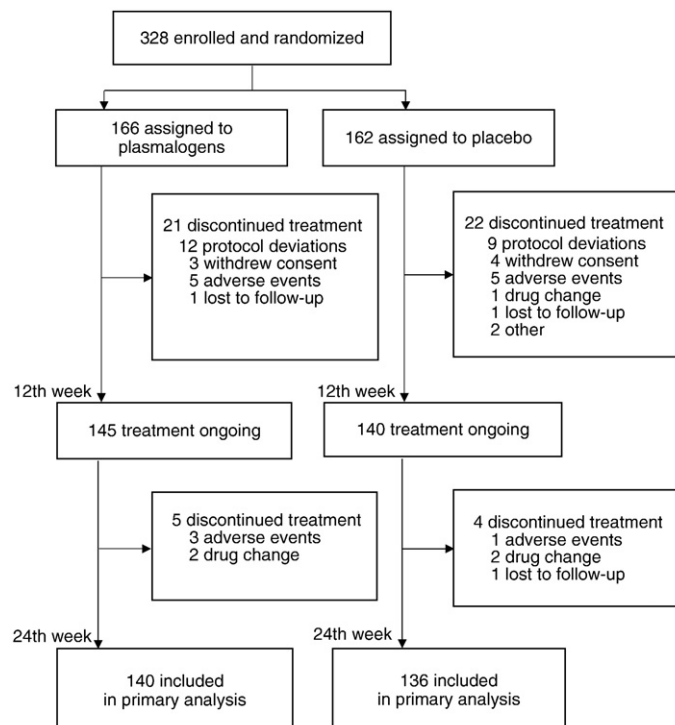 328 enrolled and randomized
166 assigned to
plasmalogens
162 assigned to placebo
21 discontinued treatment
12 protocol deviations
3 withdrew consent
5 adverse events
1 lost to follow-up
22 discontinued treatment
9 protocol deviations
4 withdrew consent
5 adverse events
1 drug change
1 lost to follow-up
2 other
12th week
12th week
145 treatment ongoing
140 treatment ongoing
5 discontinued treatment
3 adverse events
2 drug change
4 discontinued treatment
1 adverse events
2 drug change
1 lost to follow-up
24th week
24th week
140 included
in primary analysis
136 included
in primary analysis